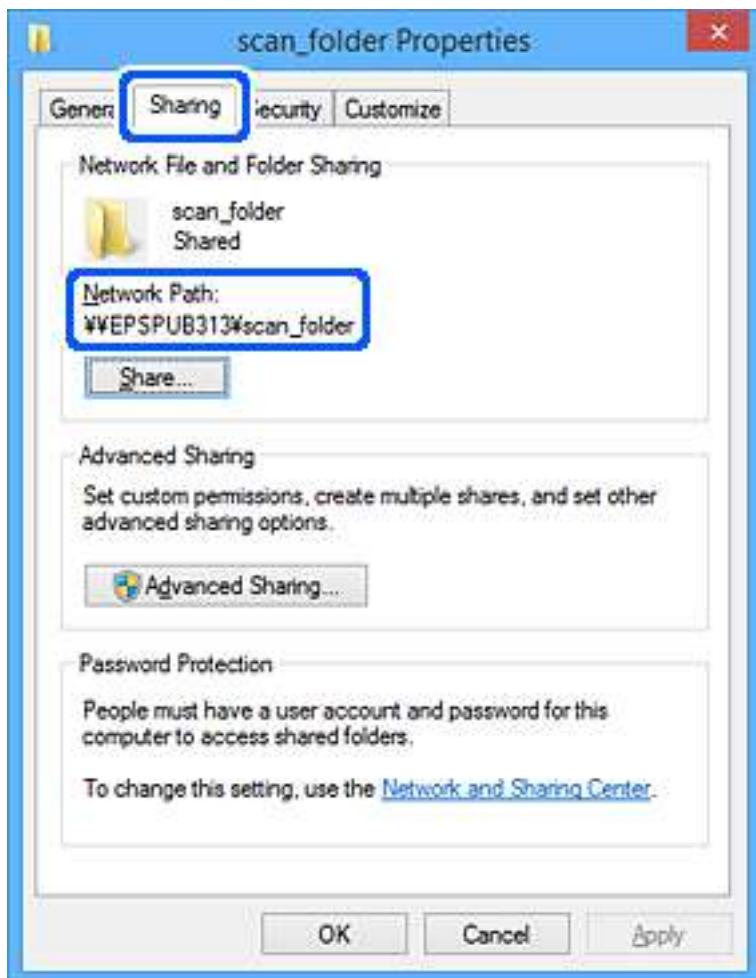 scan_folder Properties
Genera
Sharing
Security
Customize
Network File and Folder Sharing
scan_folder
Shared
Network Path:
¥¥EPSPUB313¥scan_folder
Share...
Advanced Sharing
Set custom permissions, create multiple shares, and set other
advanced sharing options.
Advanced Sharing...
Password Protection
People must have a user account and password for this
computer to access shared folders.
To change this setting, use the Network and Sharing Center.
OK
Cancel
Apply